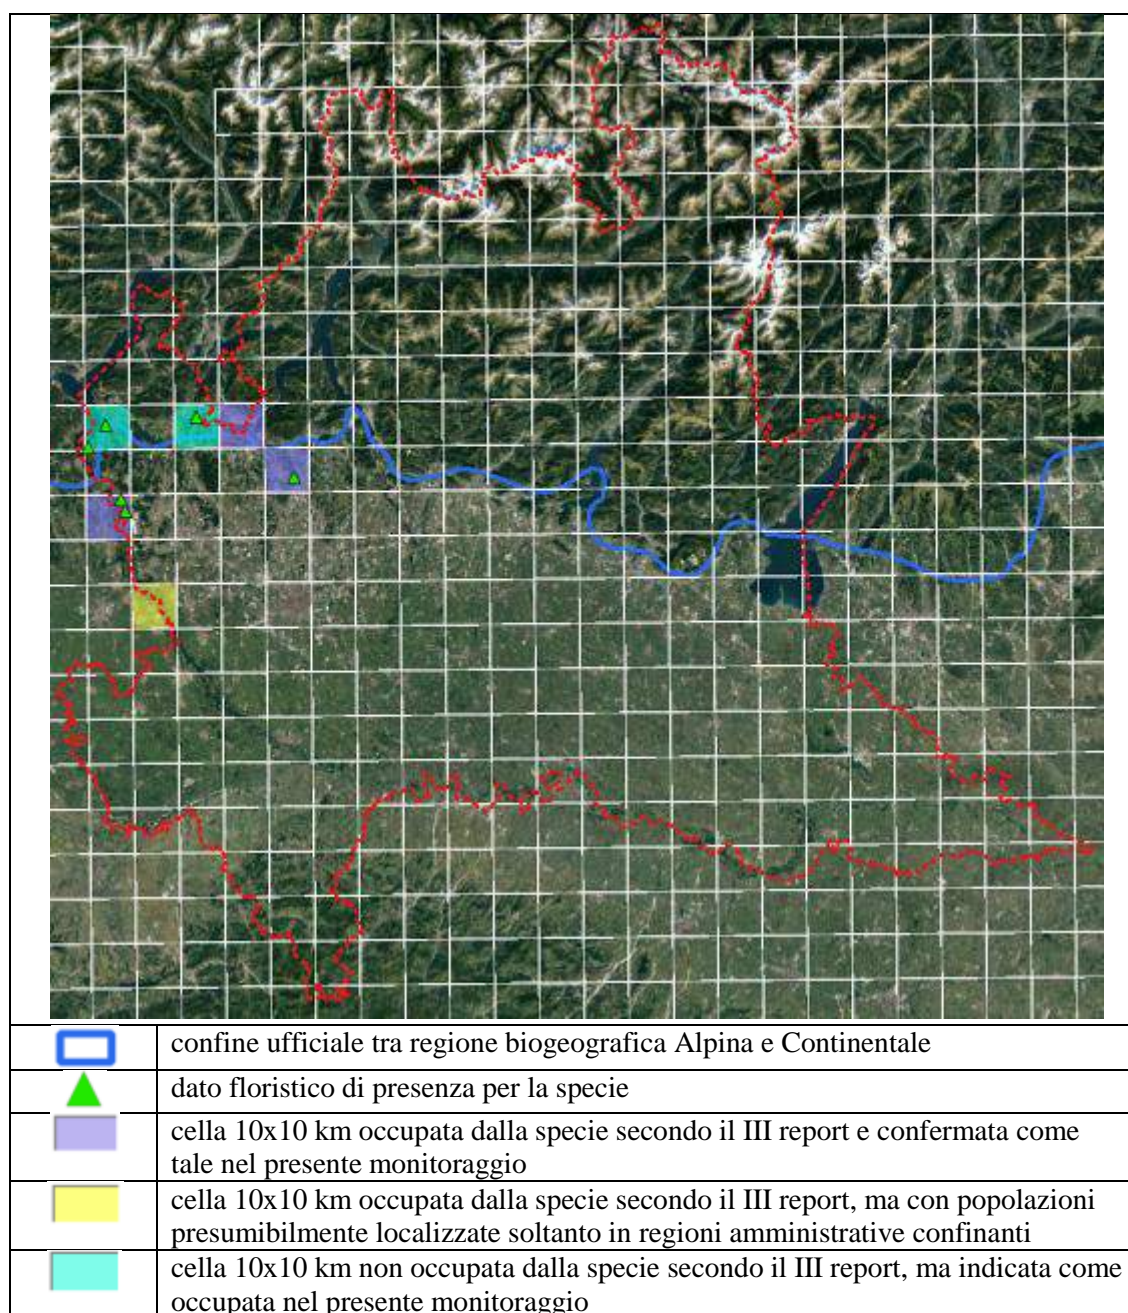 confine ufficiale tra regione biogeografica Alpina e Continentale
dato floristico di presenza per la specie
cella 10x10 km occupata dalla specie secondo il III report e confermata come
tale nel presente monitoraggio
cella 10x10 km occupata dalla specie secondo il III report, ma con popolazioni
presumibilmente localizzate soltanto in regioni amministrative confinanti
cella 10x10 km non occupata dalla specie secondo il III report, ma indicata come
occupata nel presente monitoraggio